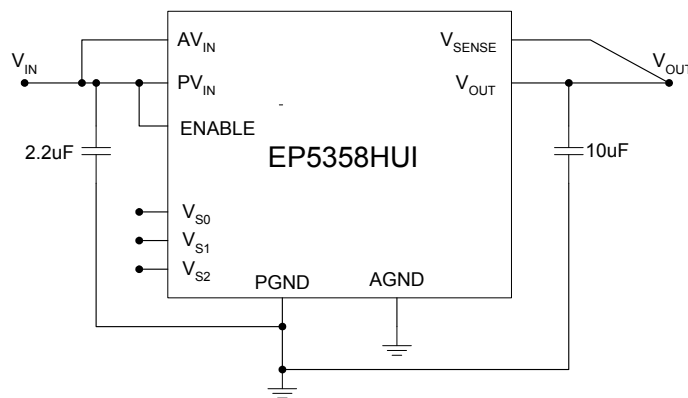 AV_IN
V_SENSE
V_IN
V_OUT
PV_IN
V_OUT
ENABLE
2.2uF
EP5358HUI
10uF
V_S0
V_S1
V_S2
PGND
AGND